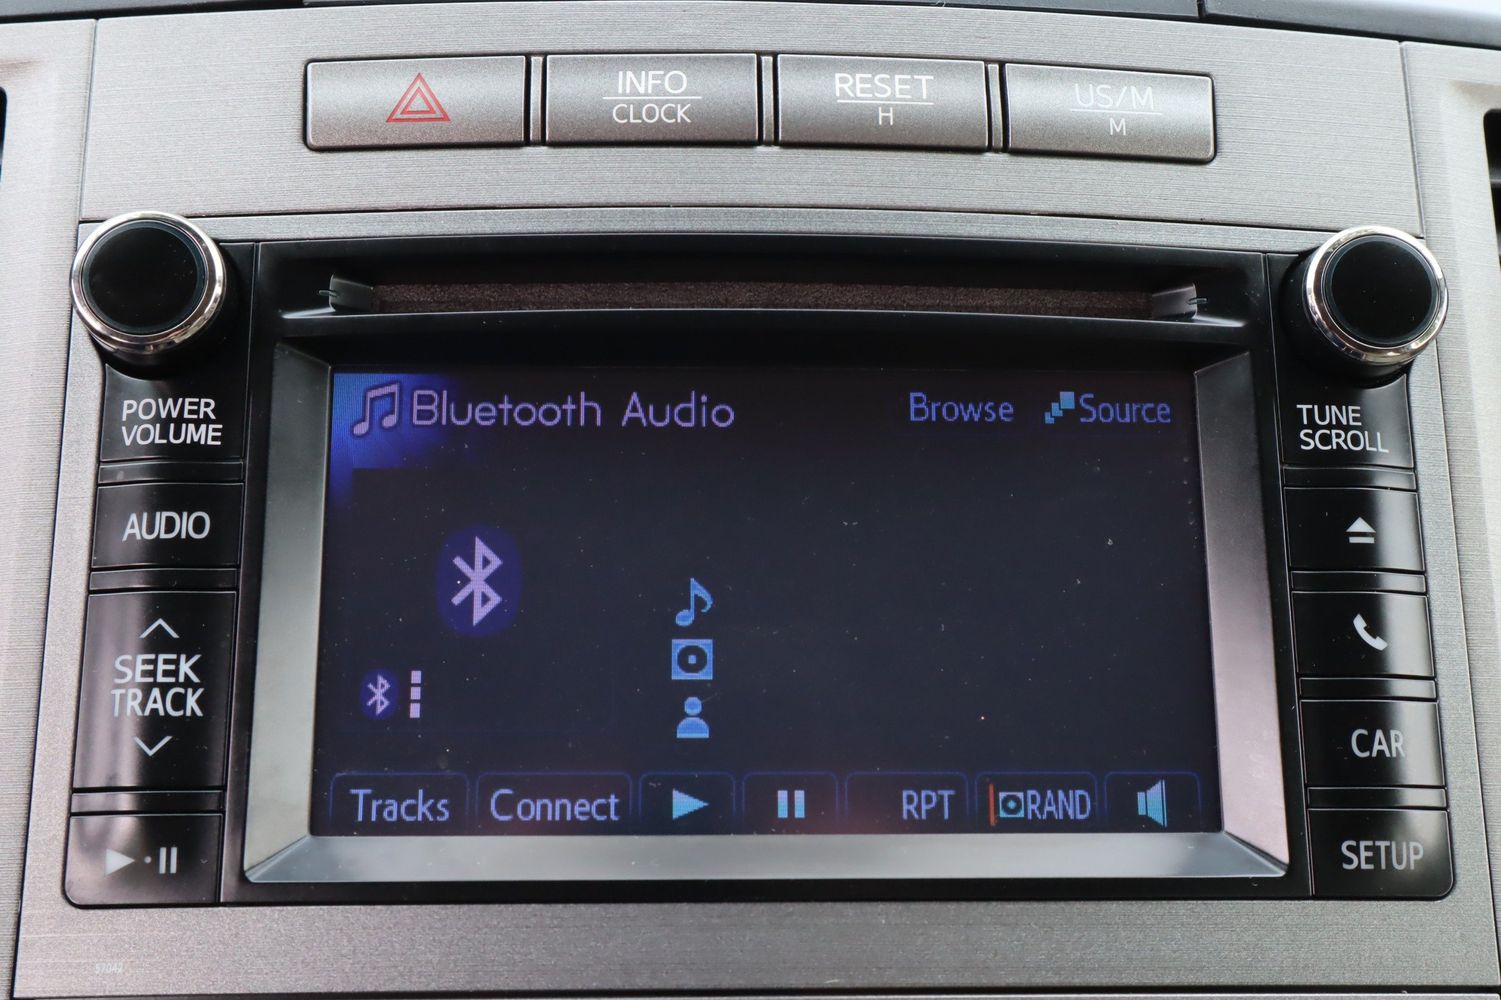 INFO
CLOCK
RESET
H
US/M
M
POWER
VOLUME
AUDIO
SEEK
TRACK
Bluetooth Audio
Browse
Source
Tracks
Connect
RPT
RAND
TUNE
SCROLL
CAR
SETUP
57042